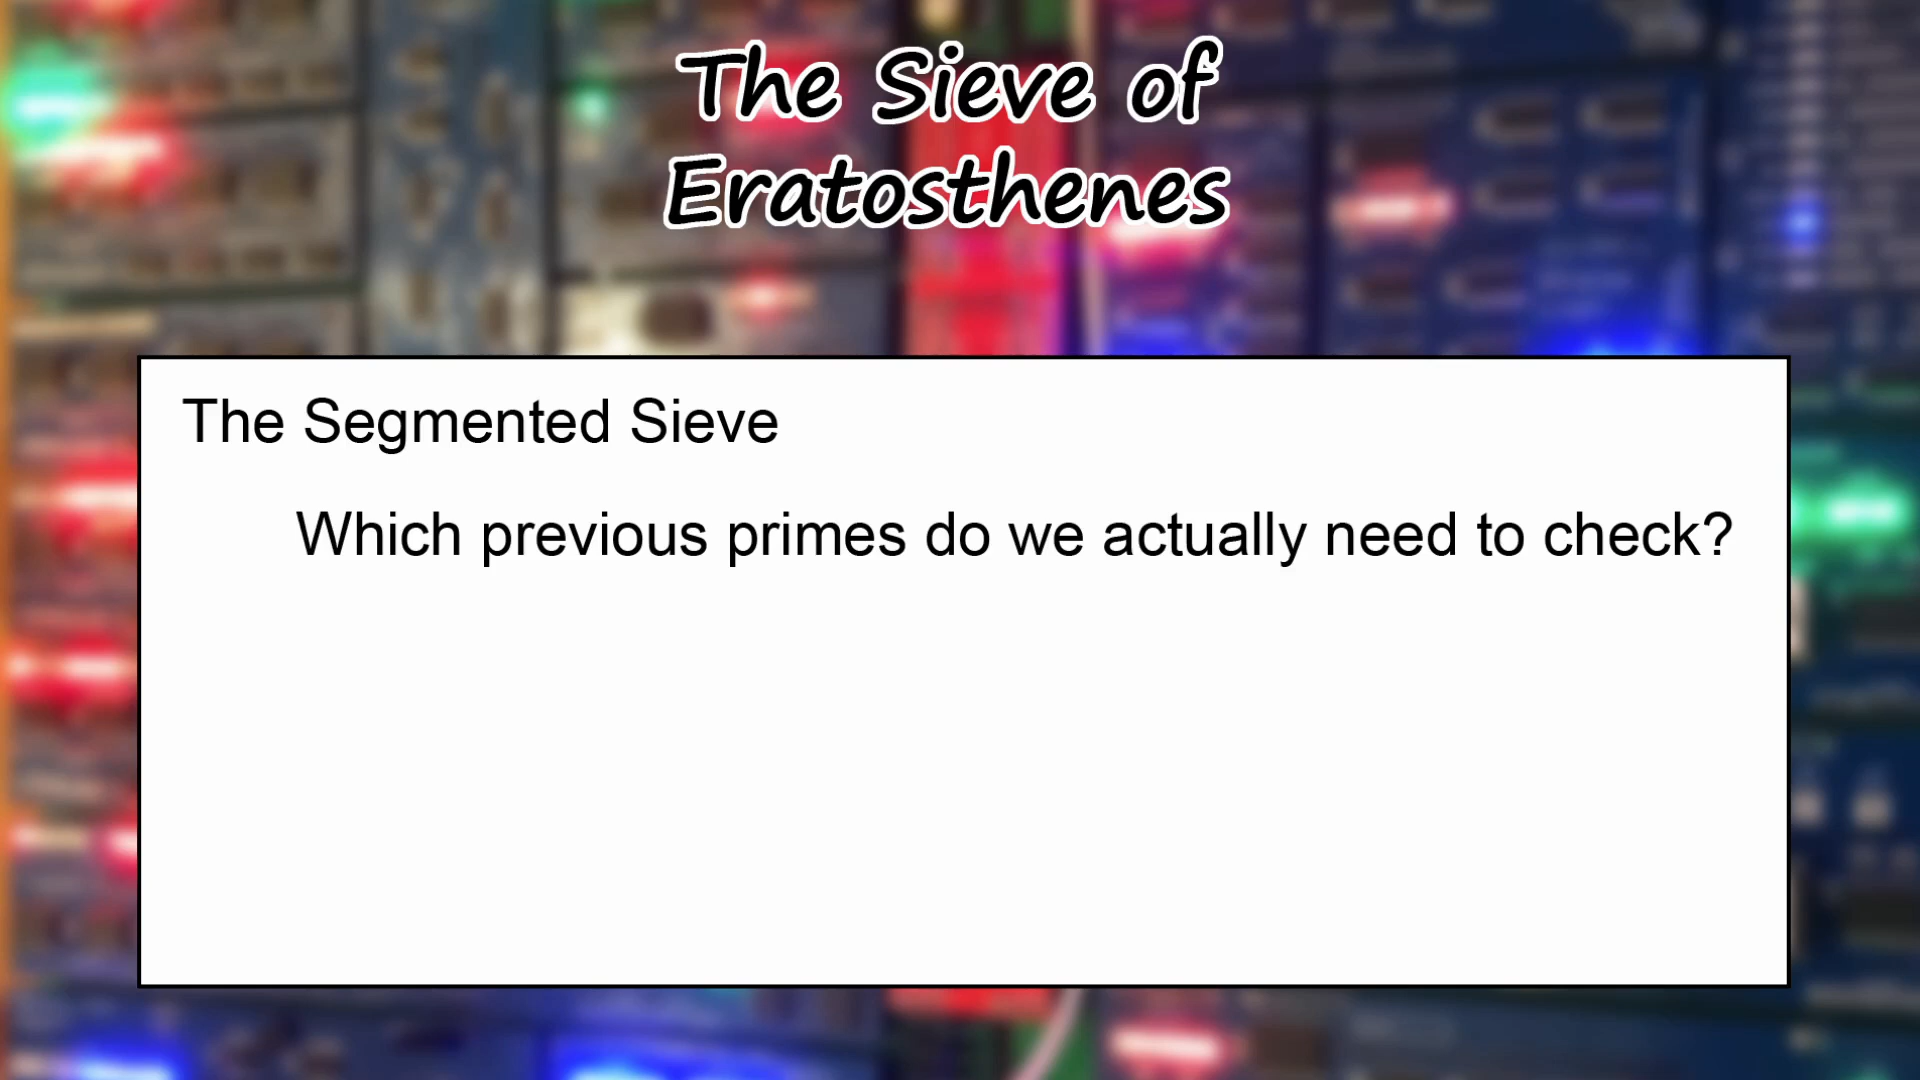 The Sieve of
Eratosthenes
The Segmented Sieve
Which previous primes do we actually need to check?